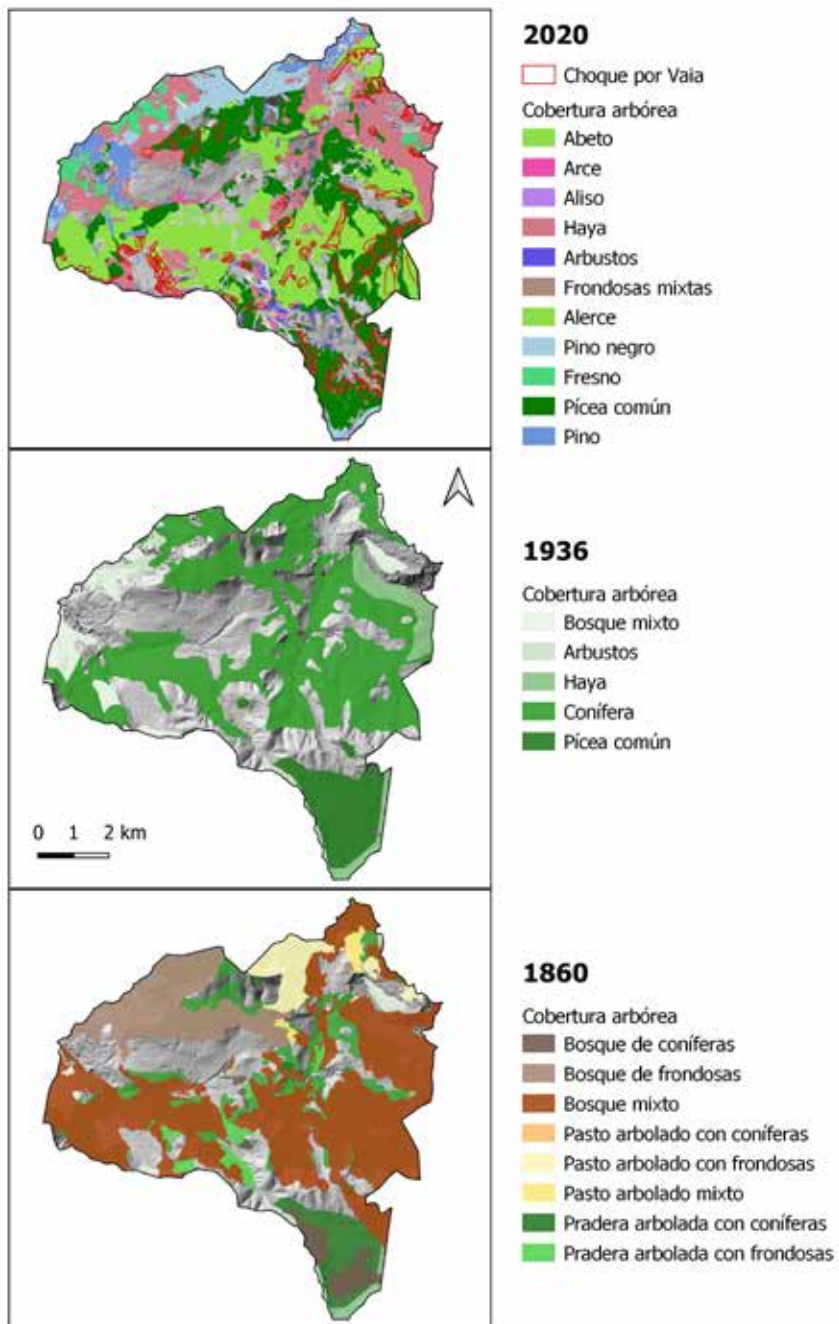 2020
Choque por Vaia
Cobertura arbórea
Abeto
Arce
Aliso
Haya
Arbustos
Frondosas mixtas
Alerce
Pino negro
Fresno
Pícea común
Pino
1936
Cobertura arbórea
Bosque mixto
Arbustos
Haya
Conífera
Pícea común
0 1 2 km
1860
Cobertura arbórea
Bosque de coníferas
Bosque de frondosas
Bosque mixto
Pasto arbolado con coníferas
Pasto arbolado con frondosas
Pasto arbolado mixto
Pradera arbolada con coníferas
Pradera arbolada con frondosas